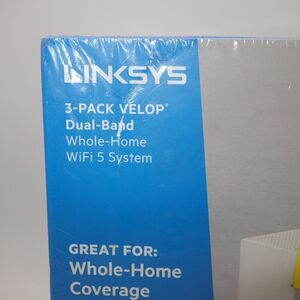 LINKSYS
3-PACK VELOP®
Dual-Band
Whole-Home
WiFi 5 System
GREAT FOR:
Whole-Home
Coverage